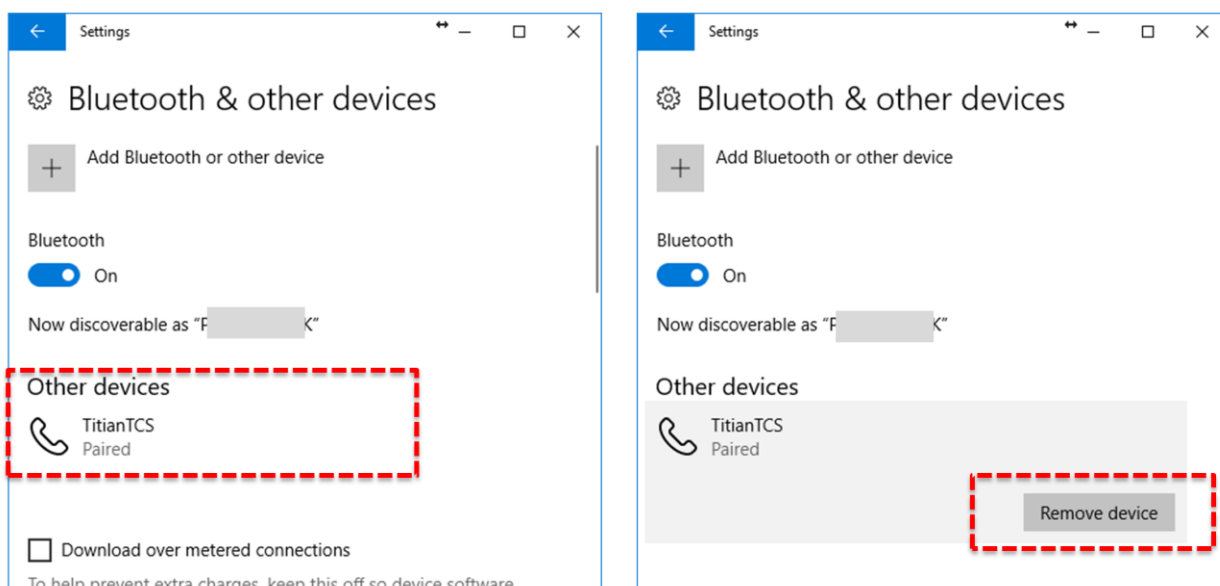 Settings
Bluetooth & other devices
Add Bluetooth or other device
Bluetooth
On
Now discoverable as “
Other devices
TitianTCS
Paired
Download over metered connections
To help prevent extra charges, keep this off so device software
Settings
Bluetooth & other devices
Add Bluetooth or other device
Bluetooth
On
Now discoverable as “
Other devices
TitianTCS
Paired
Remove device